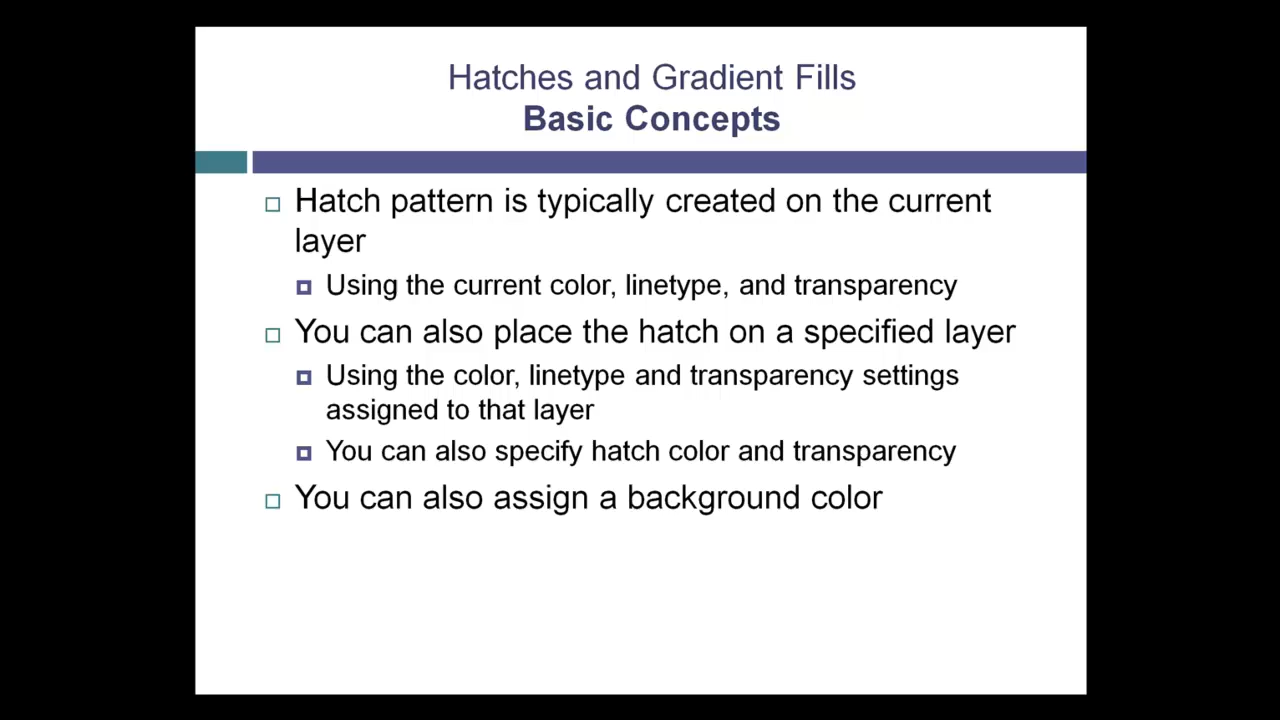 Hatches and Gradient Fills
Basic Concepts
Hatch pattern is typically created on the current
layer
Using the current color, linetype, and transparency
You can also place the hatch on a specified layer
Using the color, linetype and transparency settings
assigned to that layer
You can also specify hatch color and transparency
You can also assign a background color